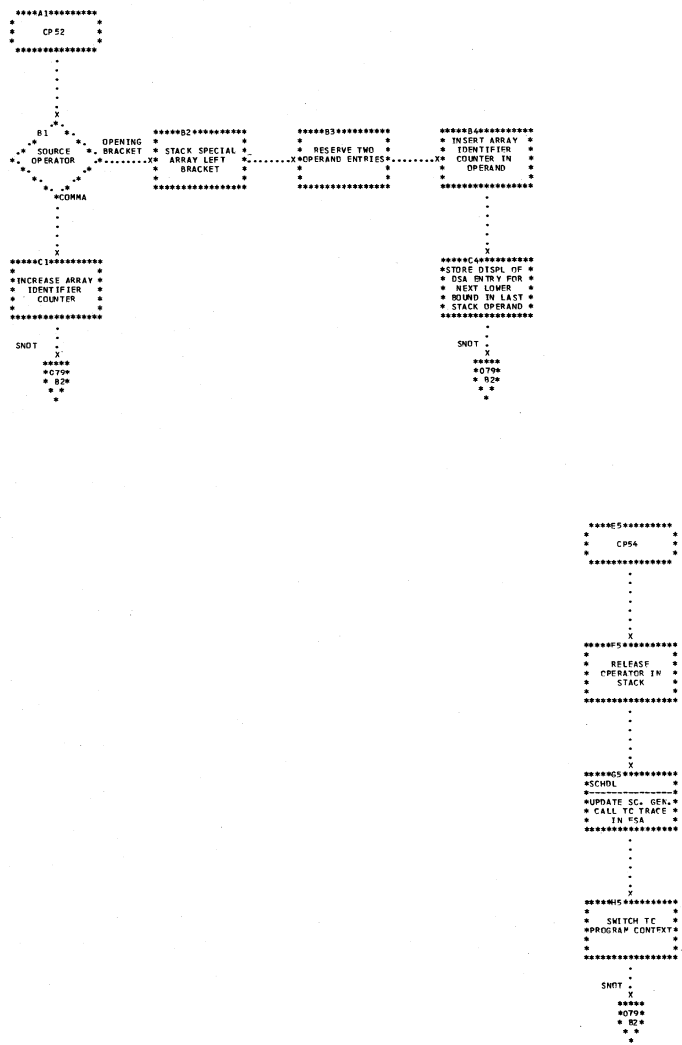 A1
CP52
B1
SOURCE
OPERATOR
OPENING
BRACKET
COMMA
B2
STACK SPECIAL
ARRAY LEFT
BRACKET
B3
RESERVE TWO
OPERAND ENTRIES
B4
INSERT ARRAY
IDENTIFIER
COUNTER IN
OPERAND
C1
INCREASE ARRAY
IDENTIFIER
COUNTER
SNOT
079
B2
C4
STORE DISPL OF
DSA ENTRY FOR
NEXT LOWER
BOUND IN LAST
STACK OPERAND
SNOT
079
B2
E5
CP54
F5
RELEASE
OPERATOR IN
STACK
G5
SCHDL
UPDATE SC. GEN.
CALL TC TRACE
IN FSA
H5
SWITCH TC
PROGRAM CONTEXT
SNOT
079
B2